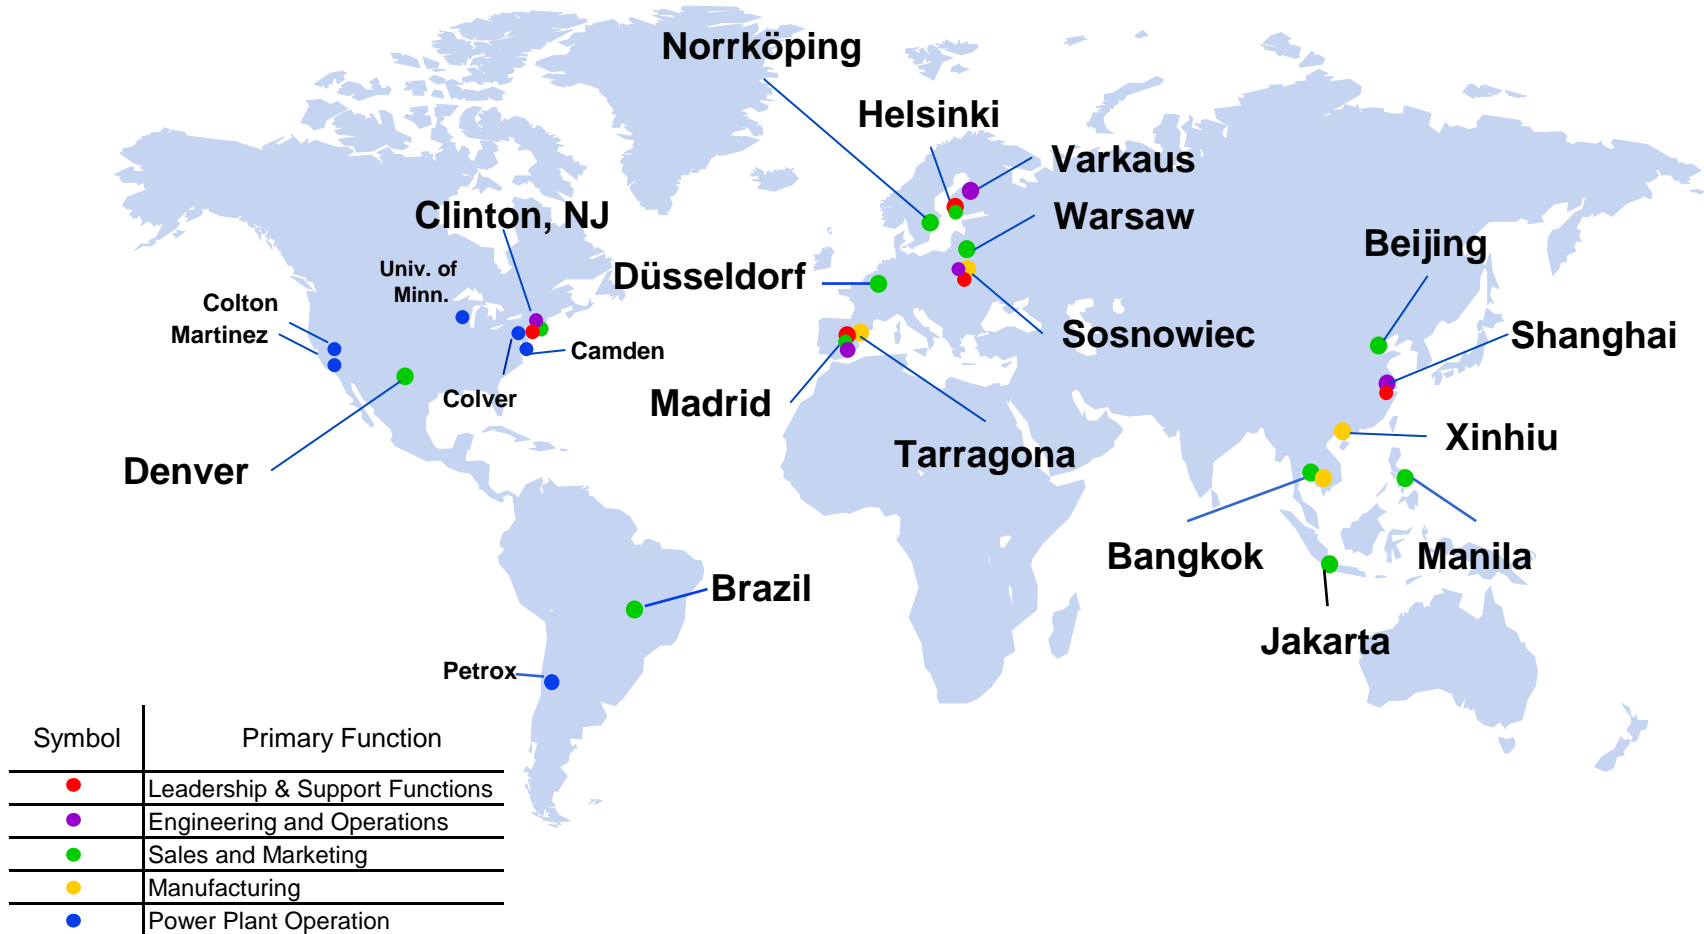 Norrköping
Helsinki
Varkaus
Clinton, NJ
Warsaw
Beijing
Univ. of
Minn.
Düsseldorf
Colton
Martinez
Sosnowiec
Shanghai
Camden
Colver
Madrid
Xinhiu
Tarragona
Denver
Bangkok
Manila
Brazil
Jakarta
Petrox
Symbol Primary Function
Leadership & Support Functions
Engineering and Operations
Sales and Marketing
Manufacturing
Power Plant Operation